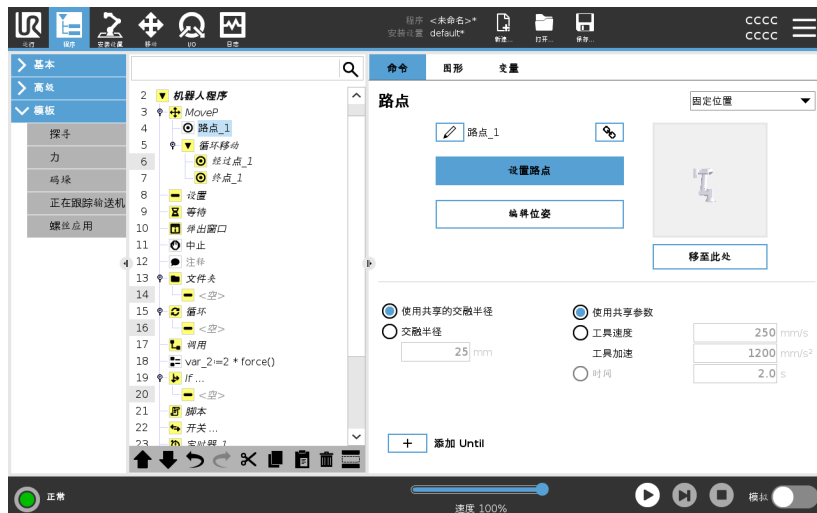 UR
运行
程序
安装设置
移动
I/O
日志
程序 <未命名>*
安装设置 default*
新建...
打开...
保存...
cccc
cccc
基本
高级
模板
探寻
力
码垛
正在跟踪输送机
螺丝应用
2 机器人程序
3 MoveP
4 路点_1
5 循环移动
6 经过点_1
7 终点_1
8 设置
9 等待
10 弹出窗口
11 中止
12 注释
13 文件夹
14 <空>
15 循环
16 <空>
17 调用
18 var_2:=2 * force()
19 If ...
20 <空>
21 脚本
22 开关 ...
23 定时器_1
命令 图形 变量
路点
固定位置
路点_1
设置路点
编辑位姿
移至此处
使用共享的交融半径
交融半径
25 mm
使用共享参数
工具速度 250 mm/s
工具加速 1200 mm/s²
时间 2.0 s
添加 Until
正常
速度 100%
模拟